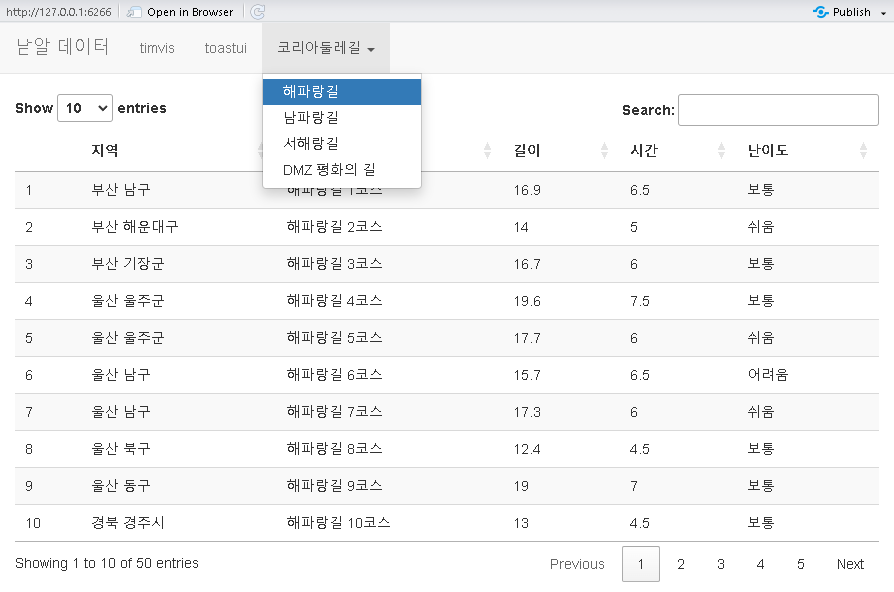 http://127.0.0.1:6266 Open in Browser Publish
낟알 데이터 timvis toastui 코리아둘레길
해파랑길
남파랑길
서해랑길
DMZ 평화의 길
Show 10 entries Search:
지역 길이 시간 난이도
1 부산 남구 해파랑길 1코스 16.9 6.5 보통
2 부산 해운대구 해파랑길 2코스 14 5 쉬움
3 부산 기장군 해파랑길 3코스 16.7 6 보통
4 울산 울주군 해파랑길 4코스 19.6 7.5 보통
5 울산 울주군 해파랑길 5코스 17.7 6 쉬움
6 울산 남구 해파랑길 6코스 15.7 6.5 어려움
7 울산 남구 해파랑길 7코스 17.3 6 쉬움
8 울산 북구 해파랑길 8코스 12.4 4.5 보통
9 울산 동구 해파랑길 9코스 19 7 보통
10 경북 경주시 해파랑길 10코스 13 4.5 보통
Showing 1 to 10 of 50 entries Previous 1 2 3 4 5 Next